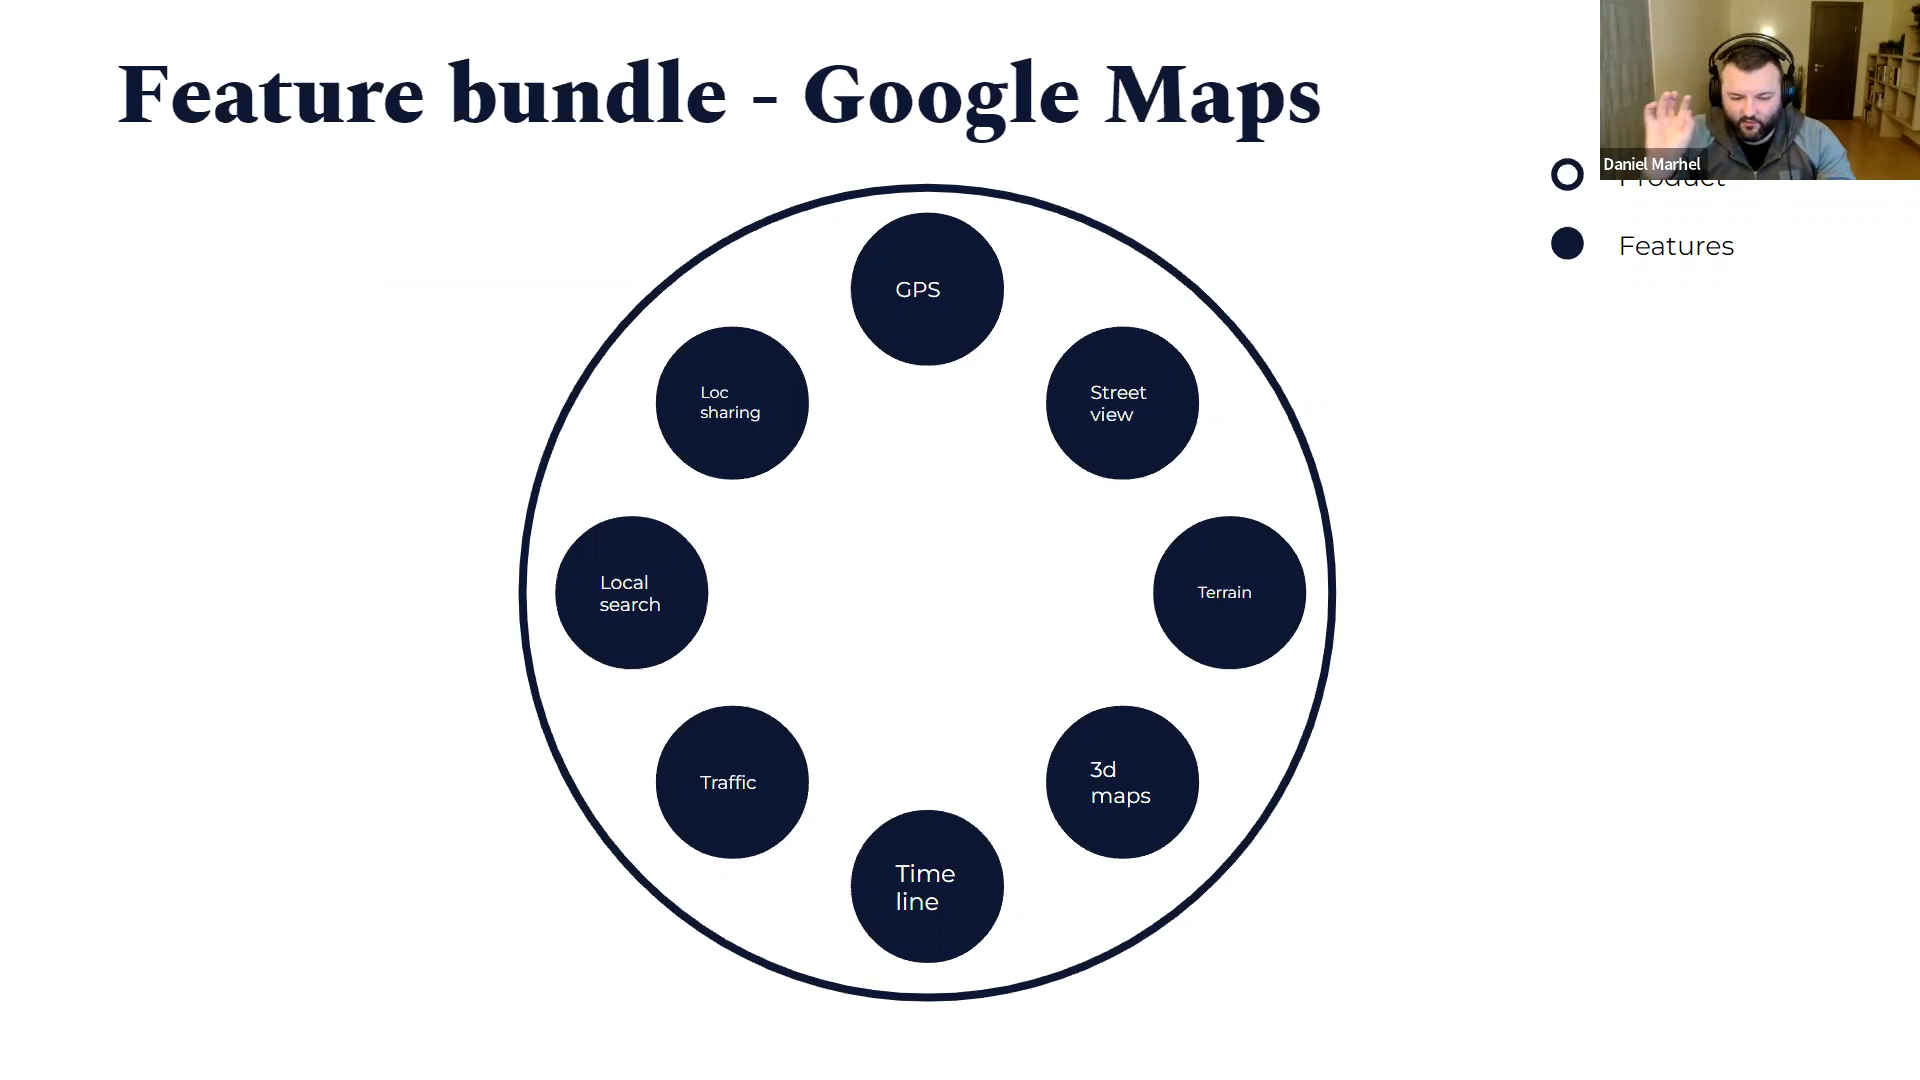 Feature bundle - Google Maps
Daniel Marhel
Product
Features
GPS
Loc
sharing
Street
view
Local
search
Terrain
Traffic
3d
maps
Time
line